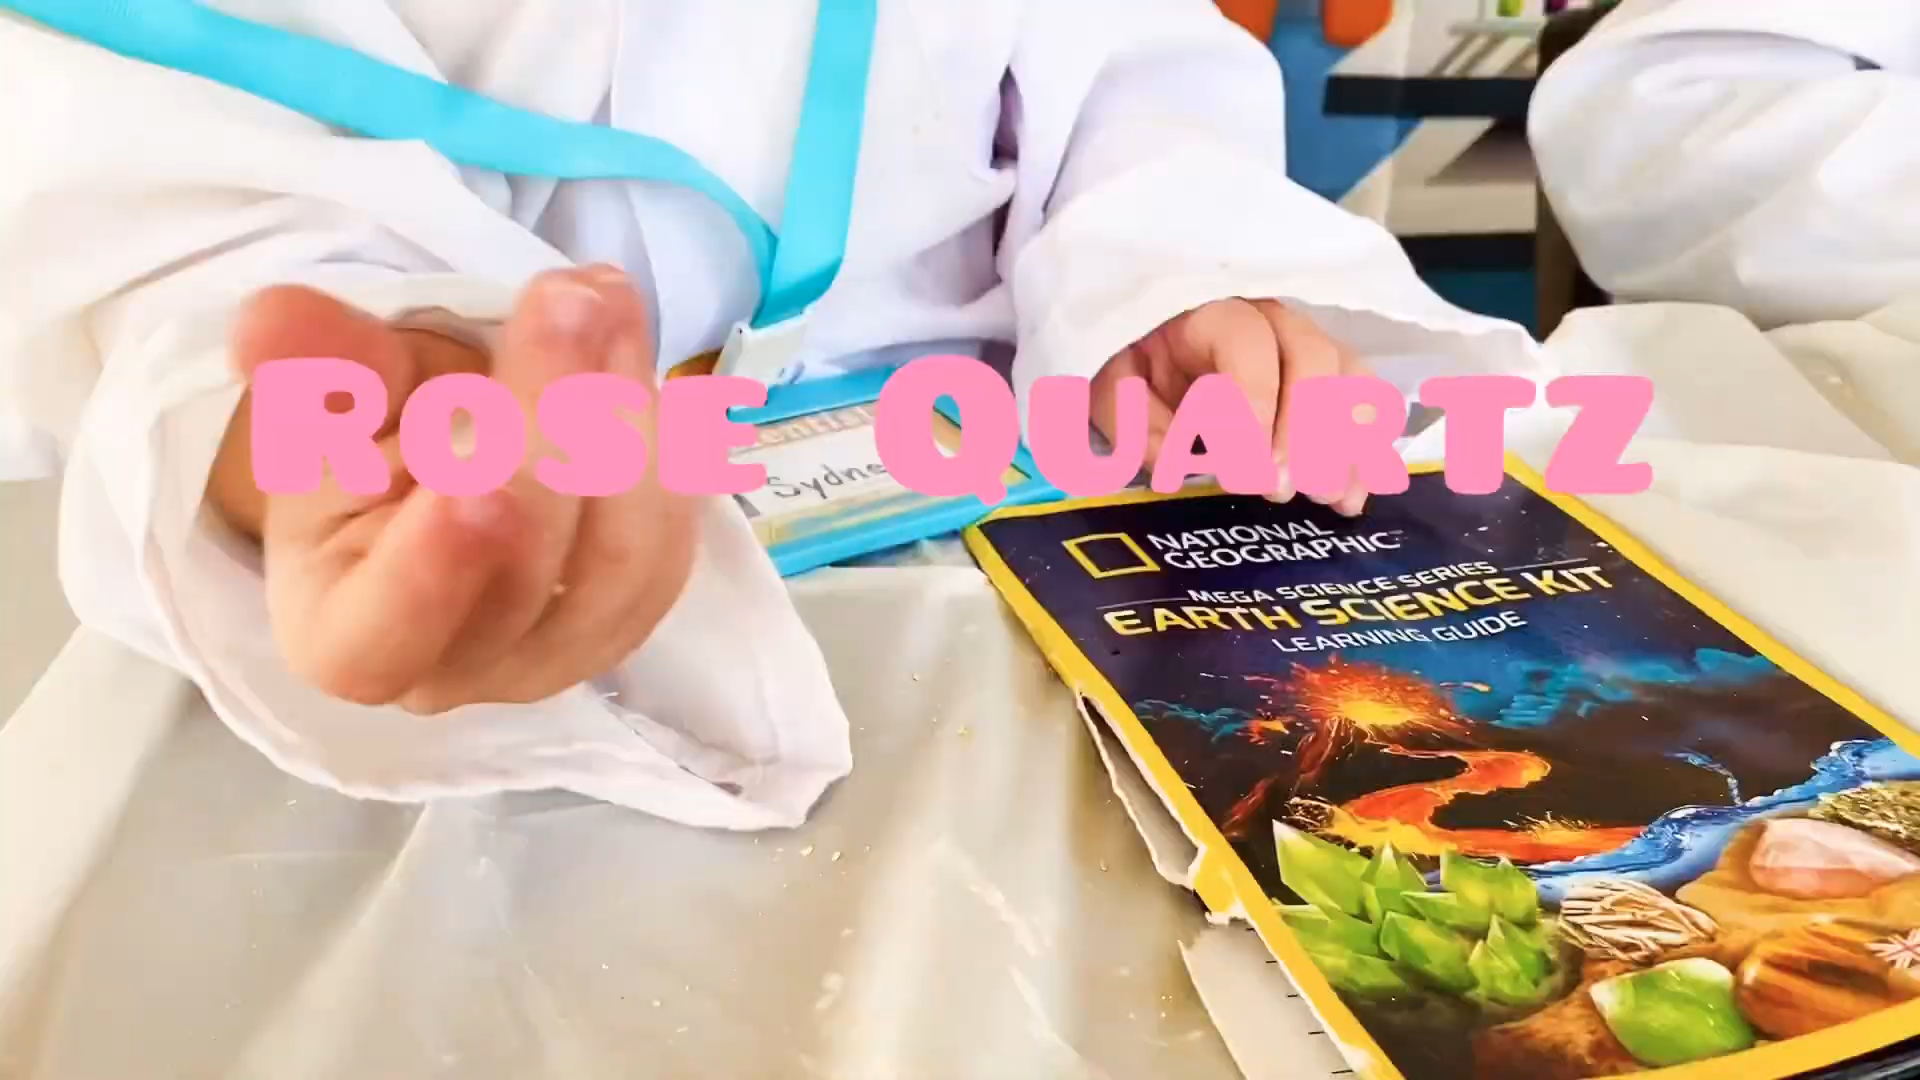 Rose Quartz
Sydne
NATIONAL
GEOGRAPHIC
MEGA SCIENCE SERIES
EARTH SCIENCE KIT
LEARNING GUIDE